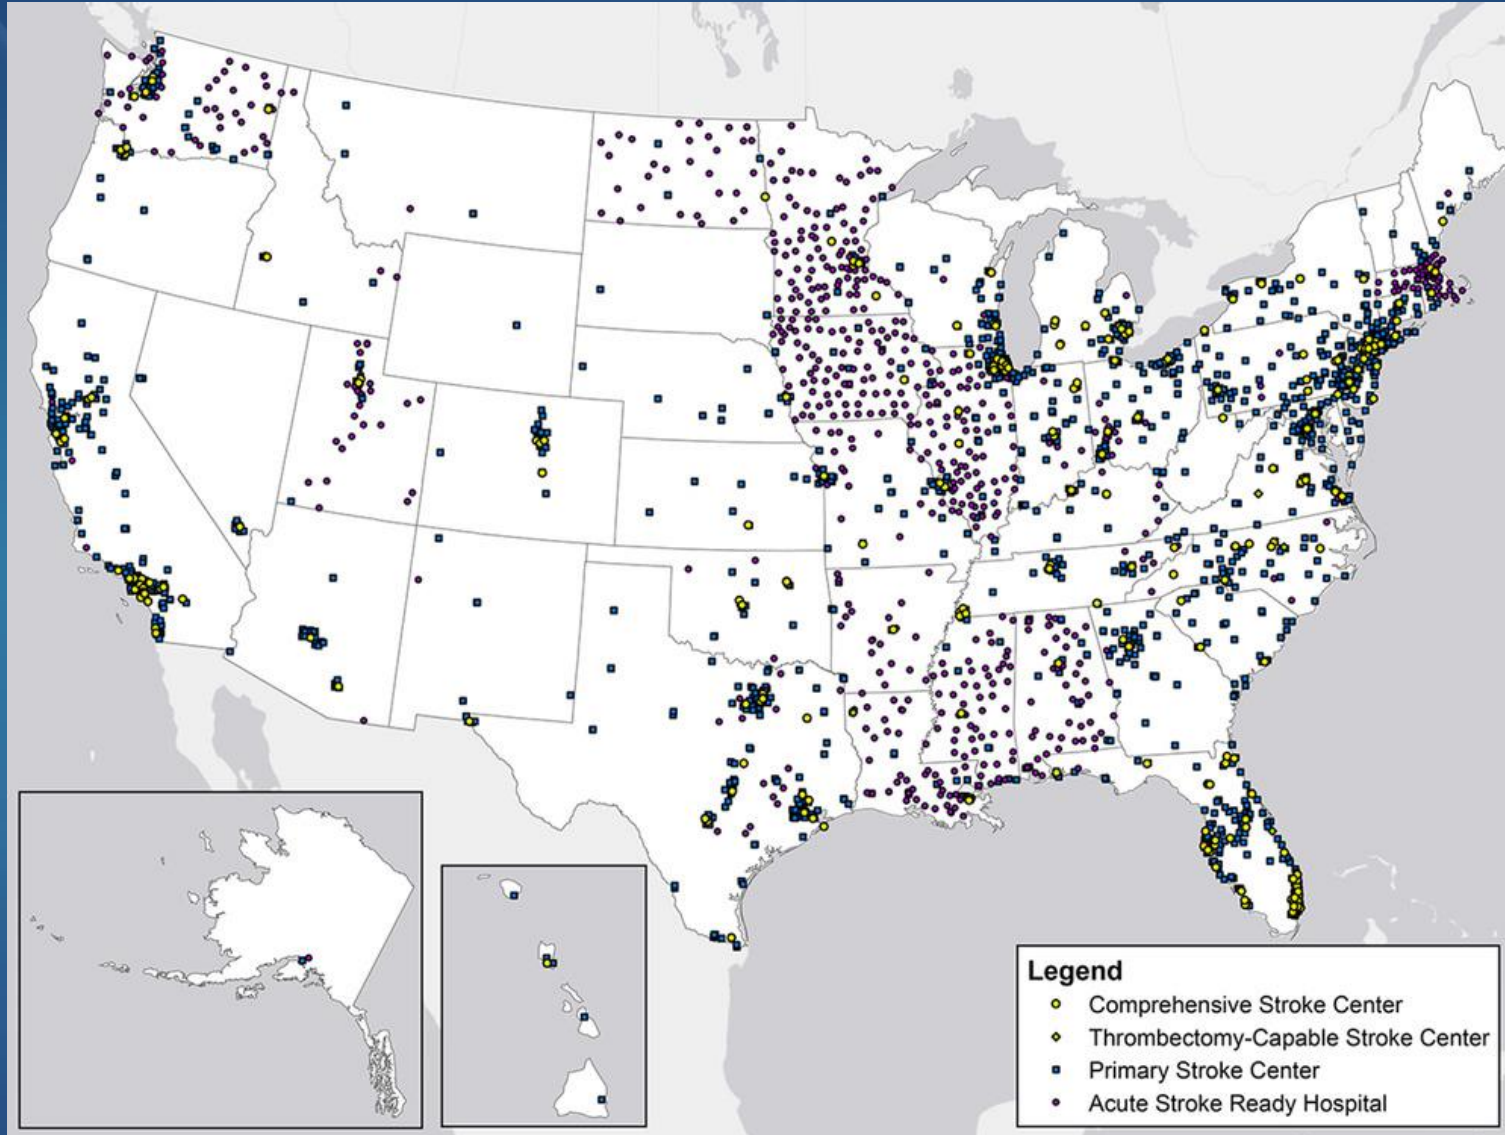 Legend
Comprehensive Stroke Center
Thrombectomy-Capable Stroke Center
Primary Stroke Center
Acute Stroke Ready Hospital